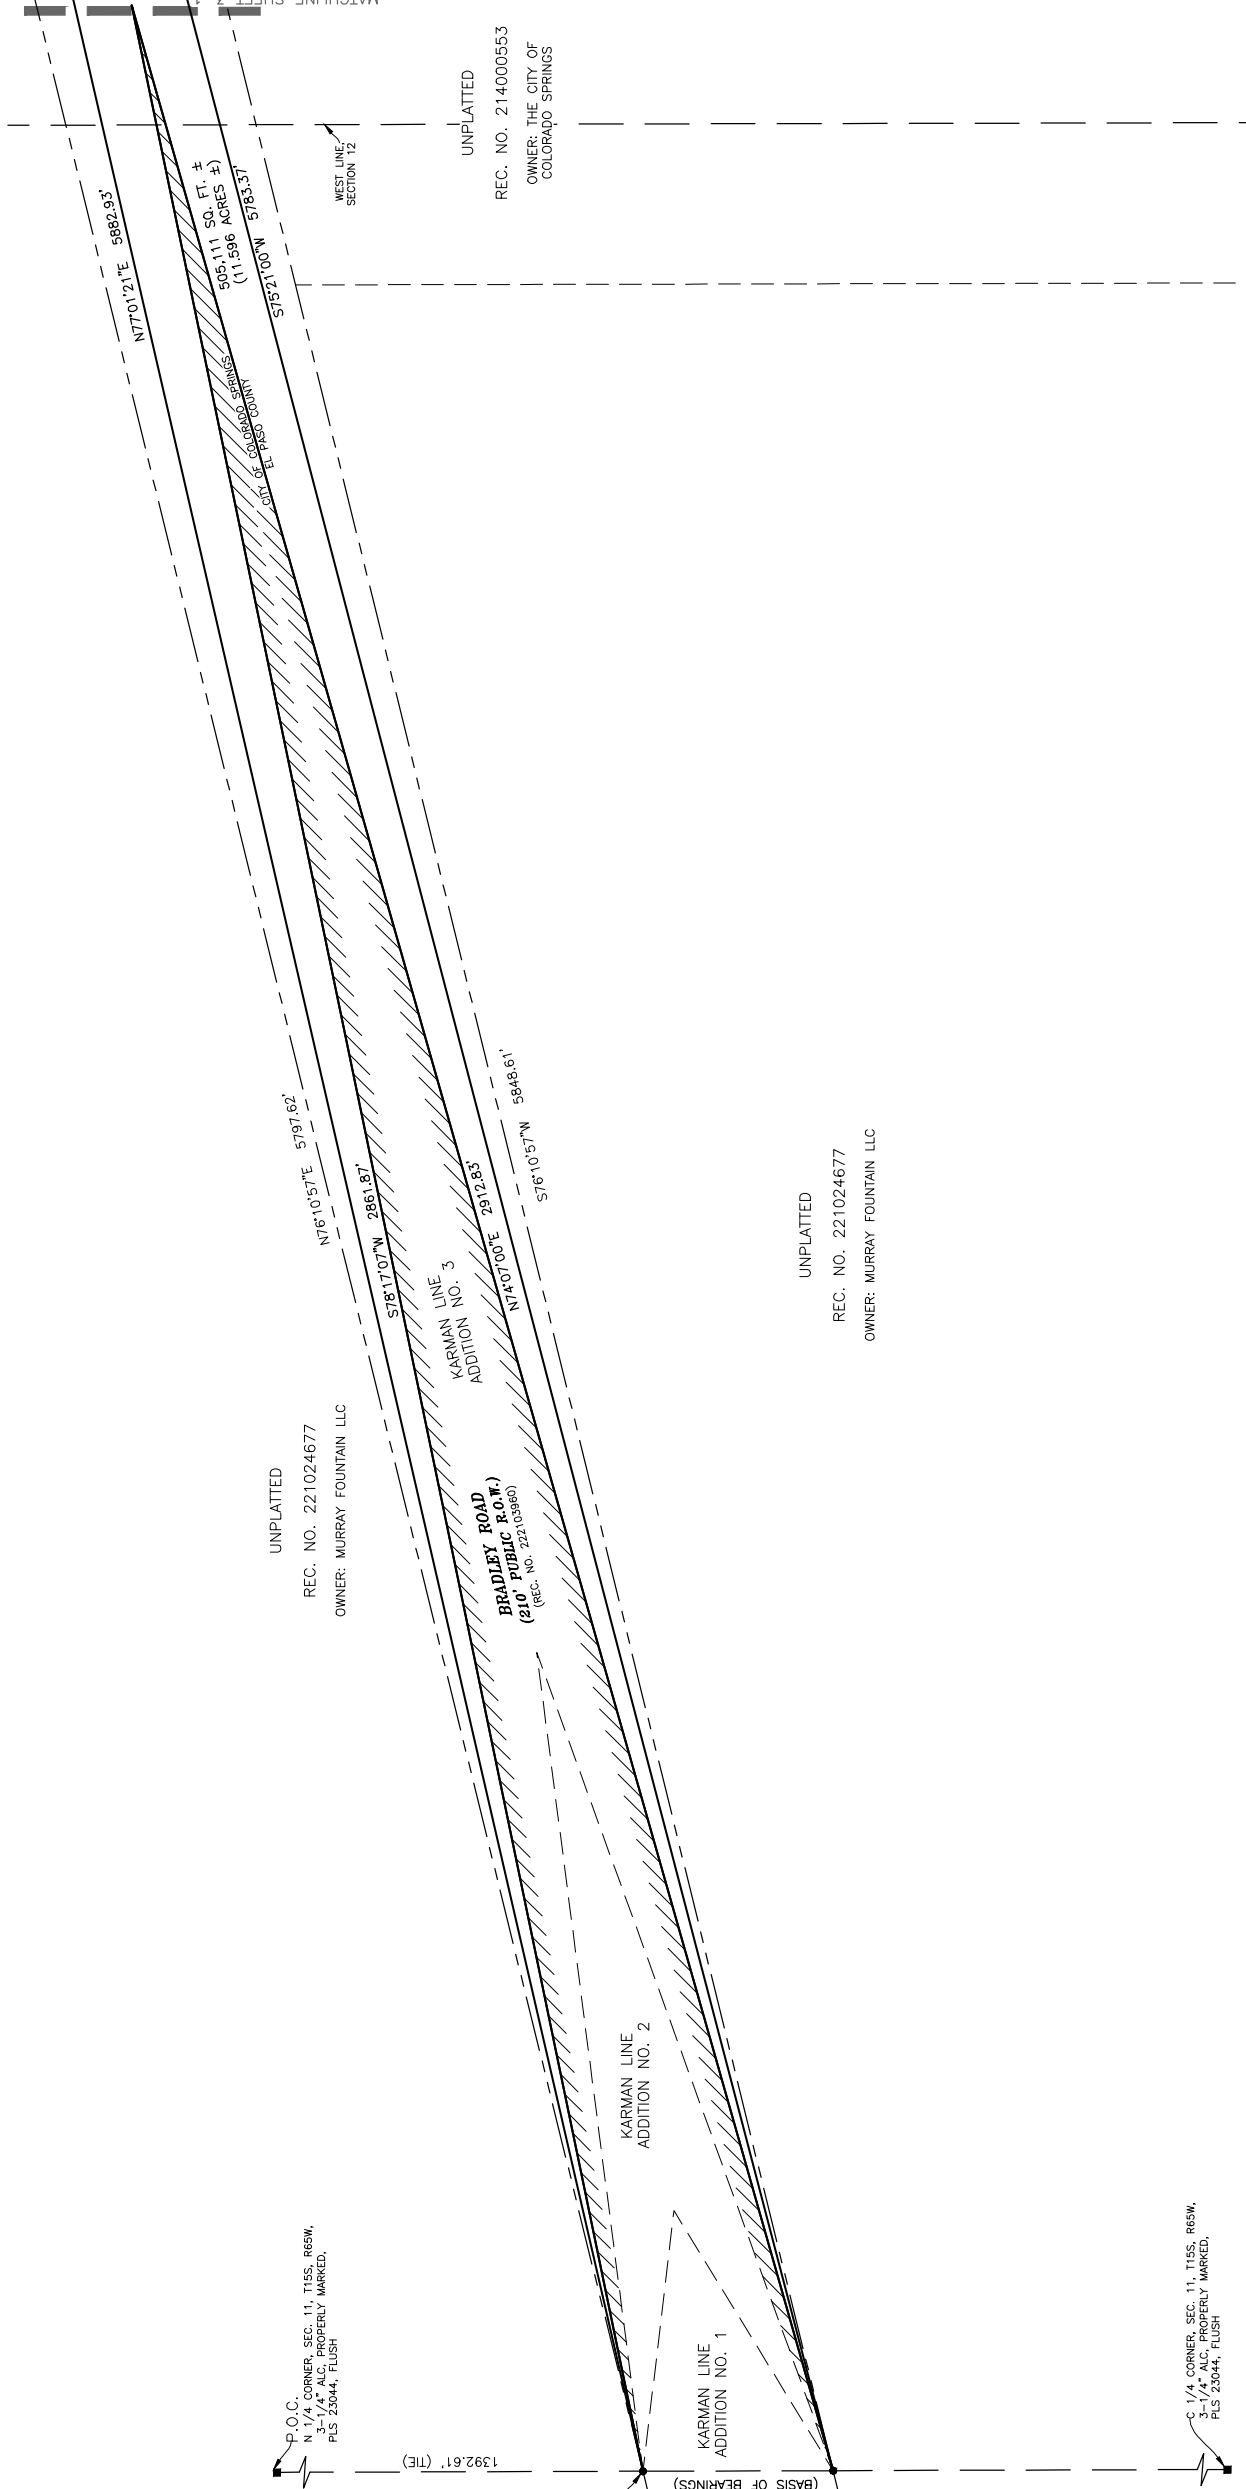 MATCHLINE SHEET 7
UNPLATTED
REC. NO. 214000553
OWNER: THE CITY OF
COLORADO SPRINGS
WEST LINE,
SECTION 12
N77°01'21"E 5882.93'
505,111 SQ. FT. ±
(11.596 ACRES ±)
S75°21'00"W 5783.37'
CITY OF COLORADO SPRINGS
EL PASO COUNTY
N76°10'57"E 5797.62'
S78°17'07"W 2861.87'
KARMAN LINE
ADDITION NO. 3
N74°07'00"E 2912.83'
S76°10'57"W 5848.61'
UNPLATTED
REC. NO. 221024677
OWNER: MURRAY FOUNTAIN LLC
UNPLATTED
REC. NO. 221024677
OWNER: MURRAY FOUNTAIN LLC
BRADLEY ROAD
(210' PUBLIC R.O.W.)
(REC. NO. 222103960)
KARMAN LINE
ADDITION NO. 2
KARMAN LINE
ADDITION NO. 1
P.O.C.
N 1/4 CORNER, SEC. 11, T15S, R65W,
3-1/4" ALC, PROPERLY MARKED,
PLS 23044, FLUSH
1392.61' (TIE)
(BASIS OF BEARINGS)
C 1/4 CORNER, SEC. 11, T15S, R65W,
3-1/4" ALC, PROPERLY MARKED,
PLS 23044, FLUSH